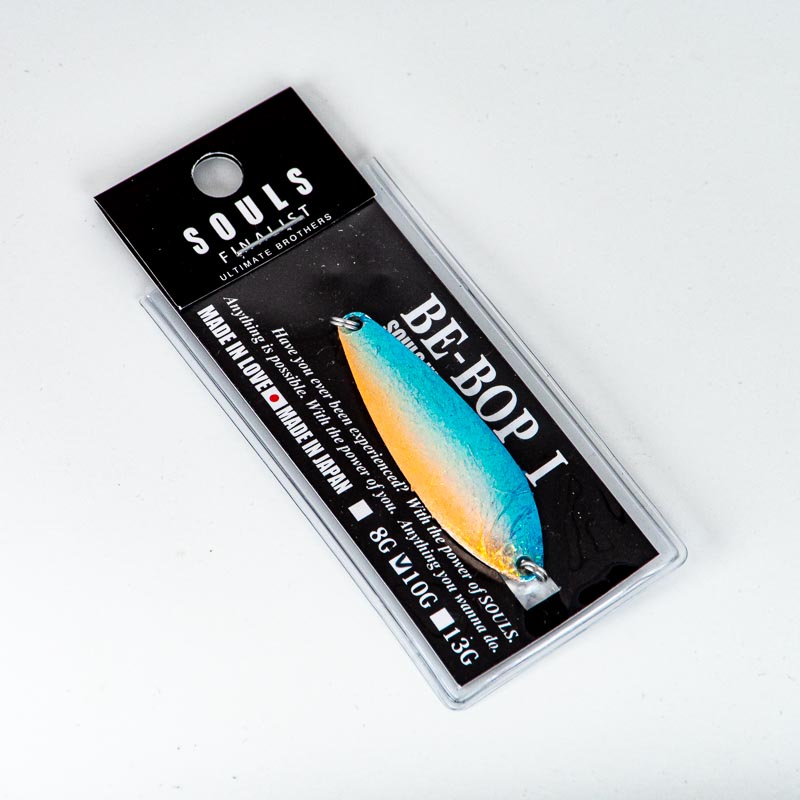 SOULS
FINALIST
ULTIMATE BROTHERS
BE-BOP I
SOULS
Have you ever been experienced? With the power of SOULS.
Anything is possible. With the power of you. Anything you wanna do.
MADE IN LOVE MADE IN JAPAN
8G 10G 13G